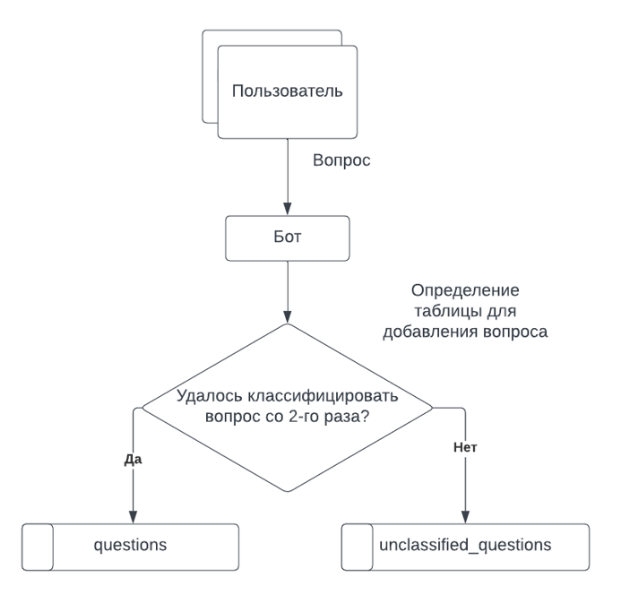 Пользователь
Вопрос
Бот
Определение
таблицы для
добавления вопроса
Удалось классифицировать
вопрос со 2-го раза?
Да
Нет
questions
unclassified_questions